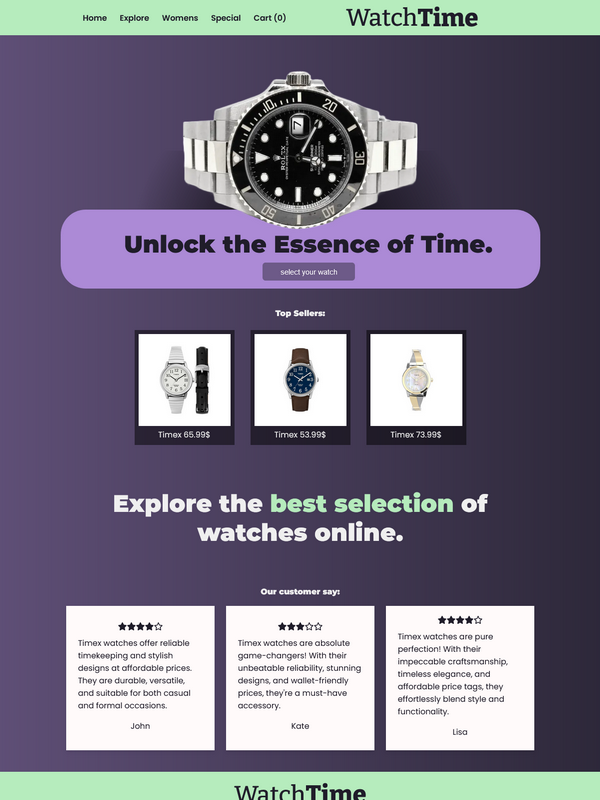 Home Explore Womens Special Cart (0) WatchTime
ROLEX
Unlock the Essence of Time.
select your watch
Top Sellers:
Timex 65.99$ Timex 53.99$ Timex 73.99$
Explore the best selection of
watches online.
Our customer say:
Timex watches offer reliable
timekeeping and stylish
designs at affordable prices.
They are durable, versatile,
and suitable for both casual
and formal occasions.
John
Timex watches are absolute
game-changers! With their
unbeatable reliability, stunning
designs, and wallet-friendly
prices, they're a must-have
accessory.
Kate
Timex watches are pure
perfection! With their
impeccable craftsmanship,
timeless elegance, and
affordable price tags, they
effortlessly blend style and
functionality.
Lisa
WatchTime